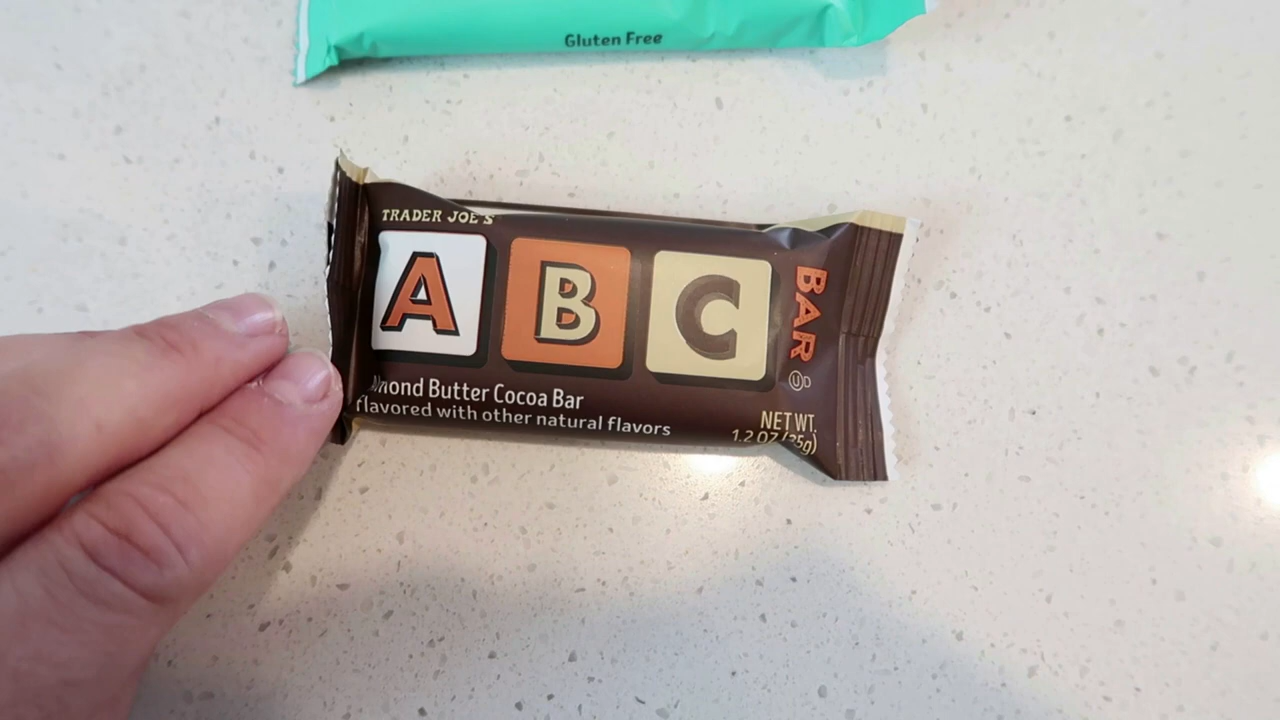 Gluten Free
TRADER JOE'S
A B C
BAR
UD
Almond Butter Cocoa Bar
flavored with other natural flavors
NET WT.
1.2 OZ (35g)